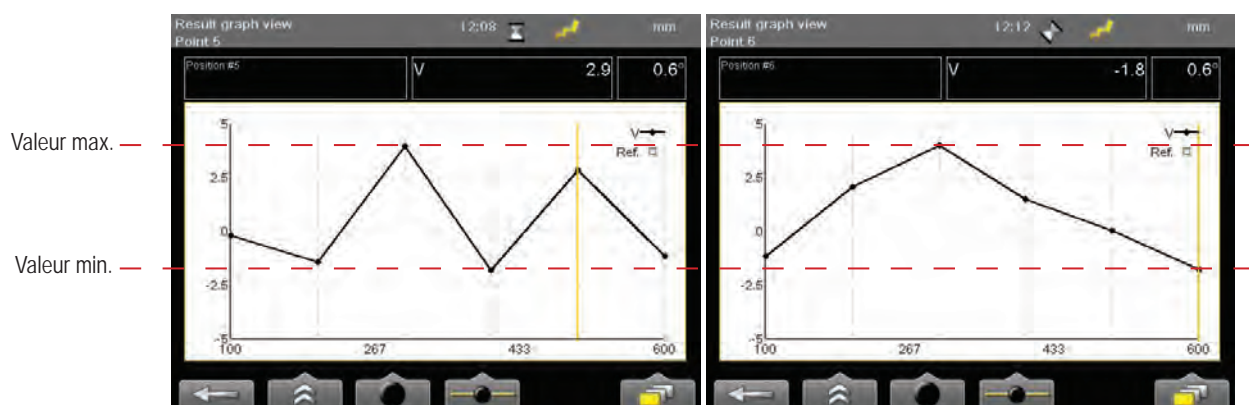 Valeur max.
Valeur min.
Result graph view
Point 5
12:08
mm
Position #5
V
2.9
0.6°
5
2.5
0
-2.5
-5
V
Ref.
100
267
433
600
Result graph view
Point 6
12:12
mm
Position #6
V
-1.8
0.6°
5
2.5
0
-2.5
-5
V
Ref.
100
267
433
600